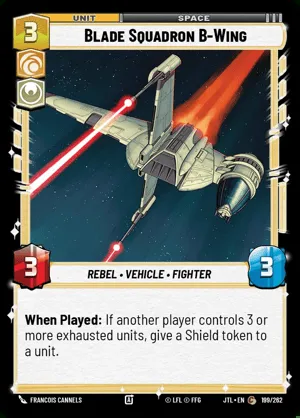 UNIT
SPACE
3
BLADE SQUADRON B-WING
3
3
REBEL • VEHICLE • FIGHTER
When Played: If another player controls 3 or
more exhausted units, give a Shield token to
a unit.
FRANCOIS CANNELS
© LFL © FFG
JTL • EN
199/262